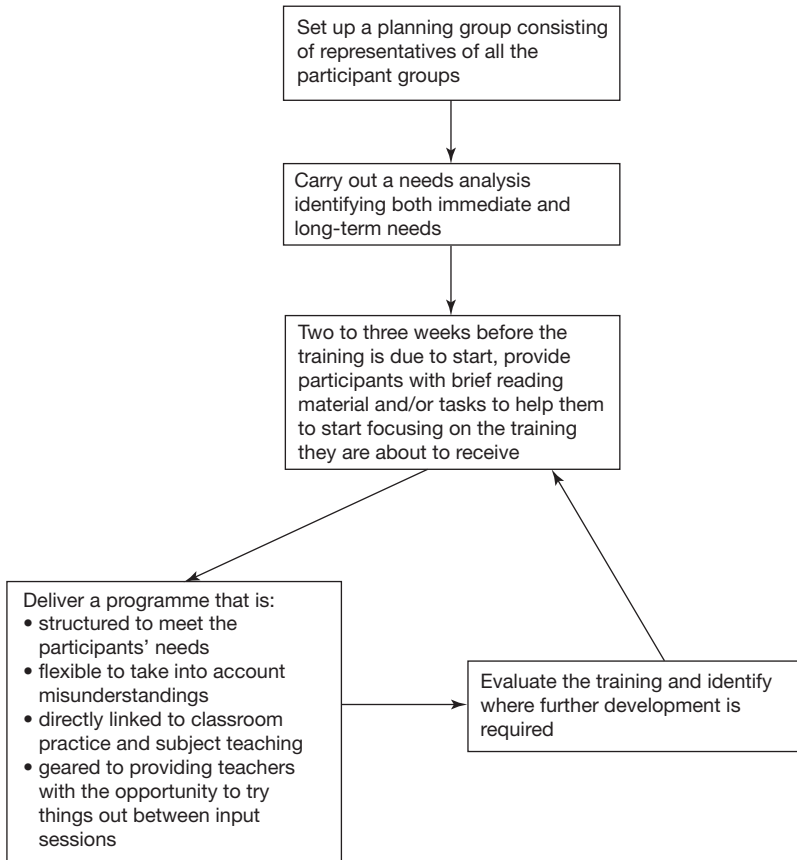 Set up a planning group consisting
of representatives of all the
participant groups
Carry out a needs analysis
identifying both immediate and
long-term needs
Two to three weeks before the
training is due to start, provide
participants with brief reading
material and/or tasks to help them
to start focusing on the training
they are about to receive
Deliver a programme that is:
• structured to meet the
participants’ needs
• flexible to take into account
misunderstandings
• directly linked to classroom
practice and subject teaching
• geared to providing teachers
with the opportunity to try
things out between input
sessions
Evaluate the training and identify
where further development is
required